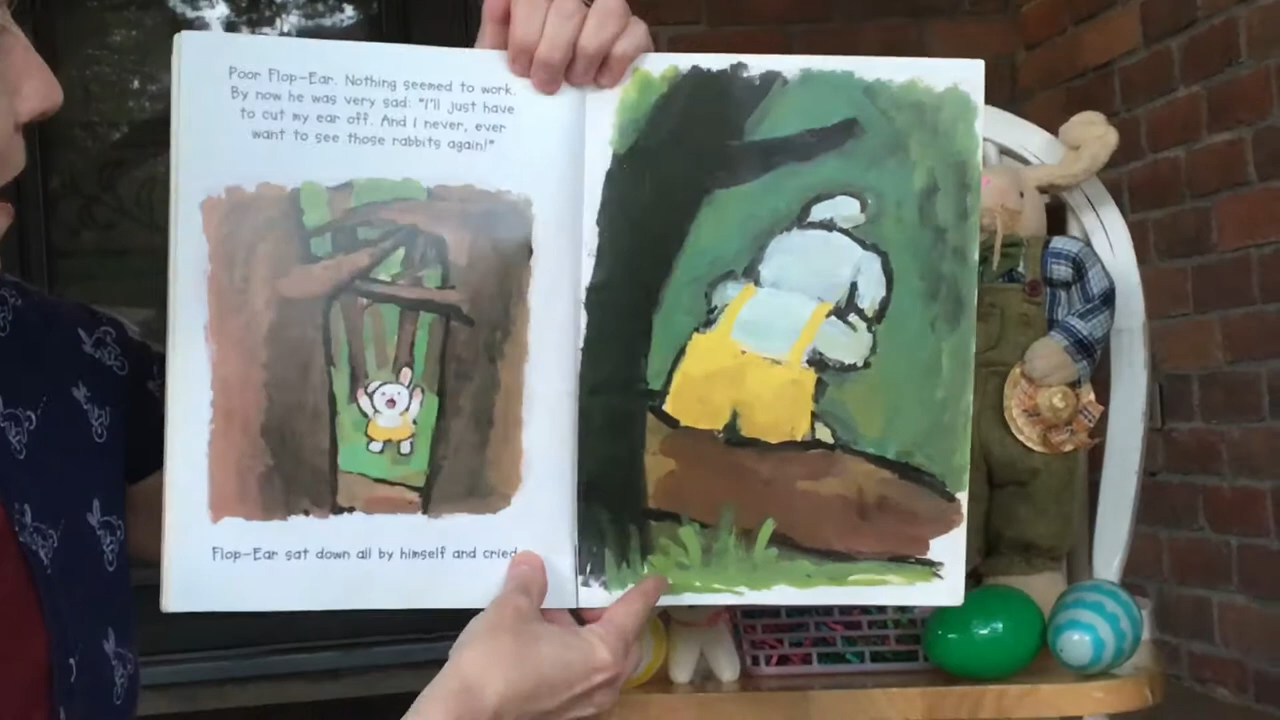 Poor Flop-Ear. Nothing seemed to work.
By now he was very sad: "I'll just have
to cut my ear off. And I never, ever
want to see those rabbits again!"
Flop-Ear sat down all by himself and cried.